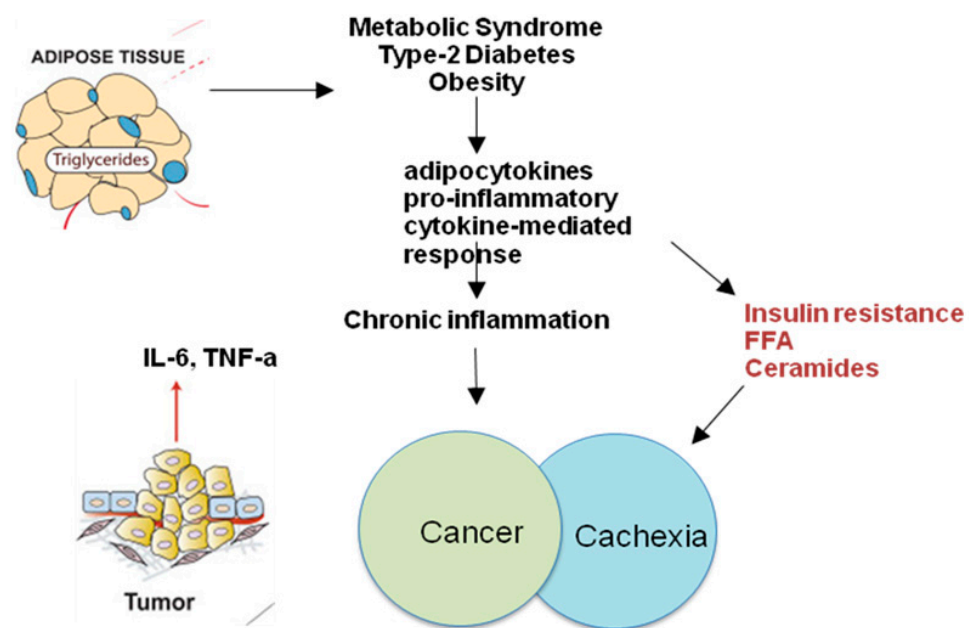 Metabolic Syndrome
Type-2 Diabetes
Obesity
ADIPOSE TISSUE
Triglycerides
adipocytokines
pro-inflammatory
cytokine-mediated
response
Chronic inflammation
Insulin resistance
FFA
Ceramides
IL-6, TNF-a
Tumor
Cancer
Cachexia